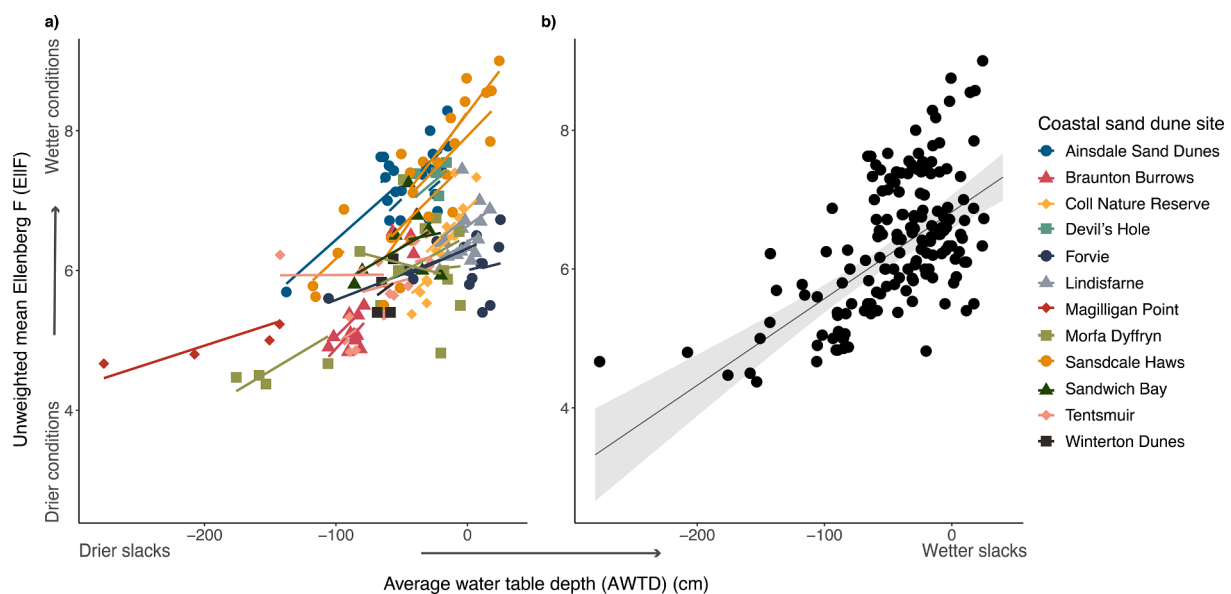 a)
b)
Unweighted mean Ellenberg F (EllF)
Drier conditions
Wetter conditions
8
6
4
−200
−100
0
Drier slacks
8
6
4
−200
−100
0
Wetter slacks
Average water table depth (AWTD) (cm)
Coastal sand dune site
Ainsdale Sand Dunes
Braunton Burrows
Coll Nature Reserve
Devil's Hole
Forvie
Lindisfarne
Magilligan Point
Morfa Dyffryn
Sansdcale Haws
Sandwich Bay
Tentsmuir
Winterton Dunes